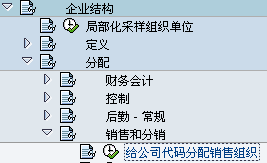 企业结构
局部化采样组织单位
定义
分配
财务会计
控制
后勤 - 常规
销售和分销
给公司代码分配销售组织